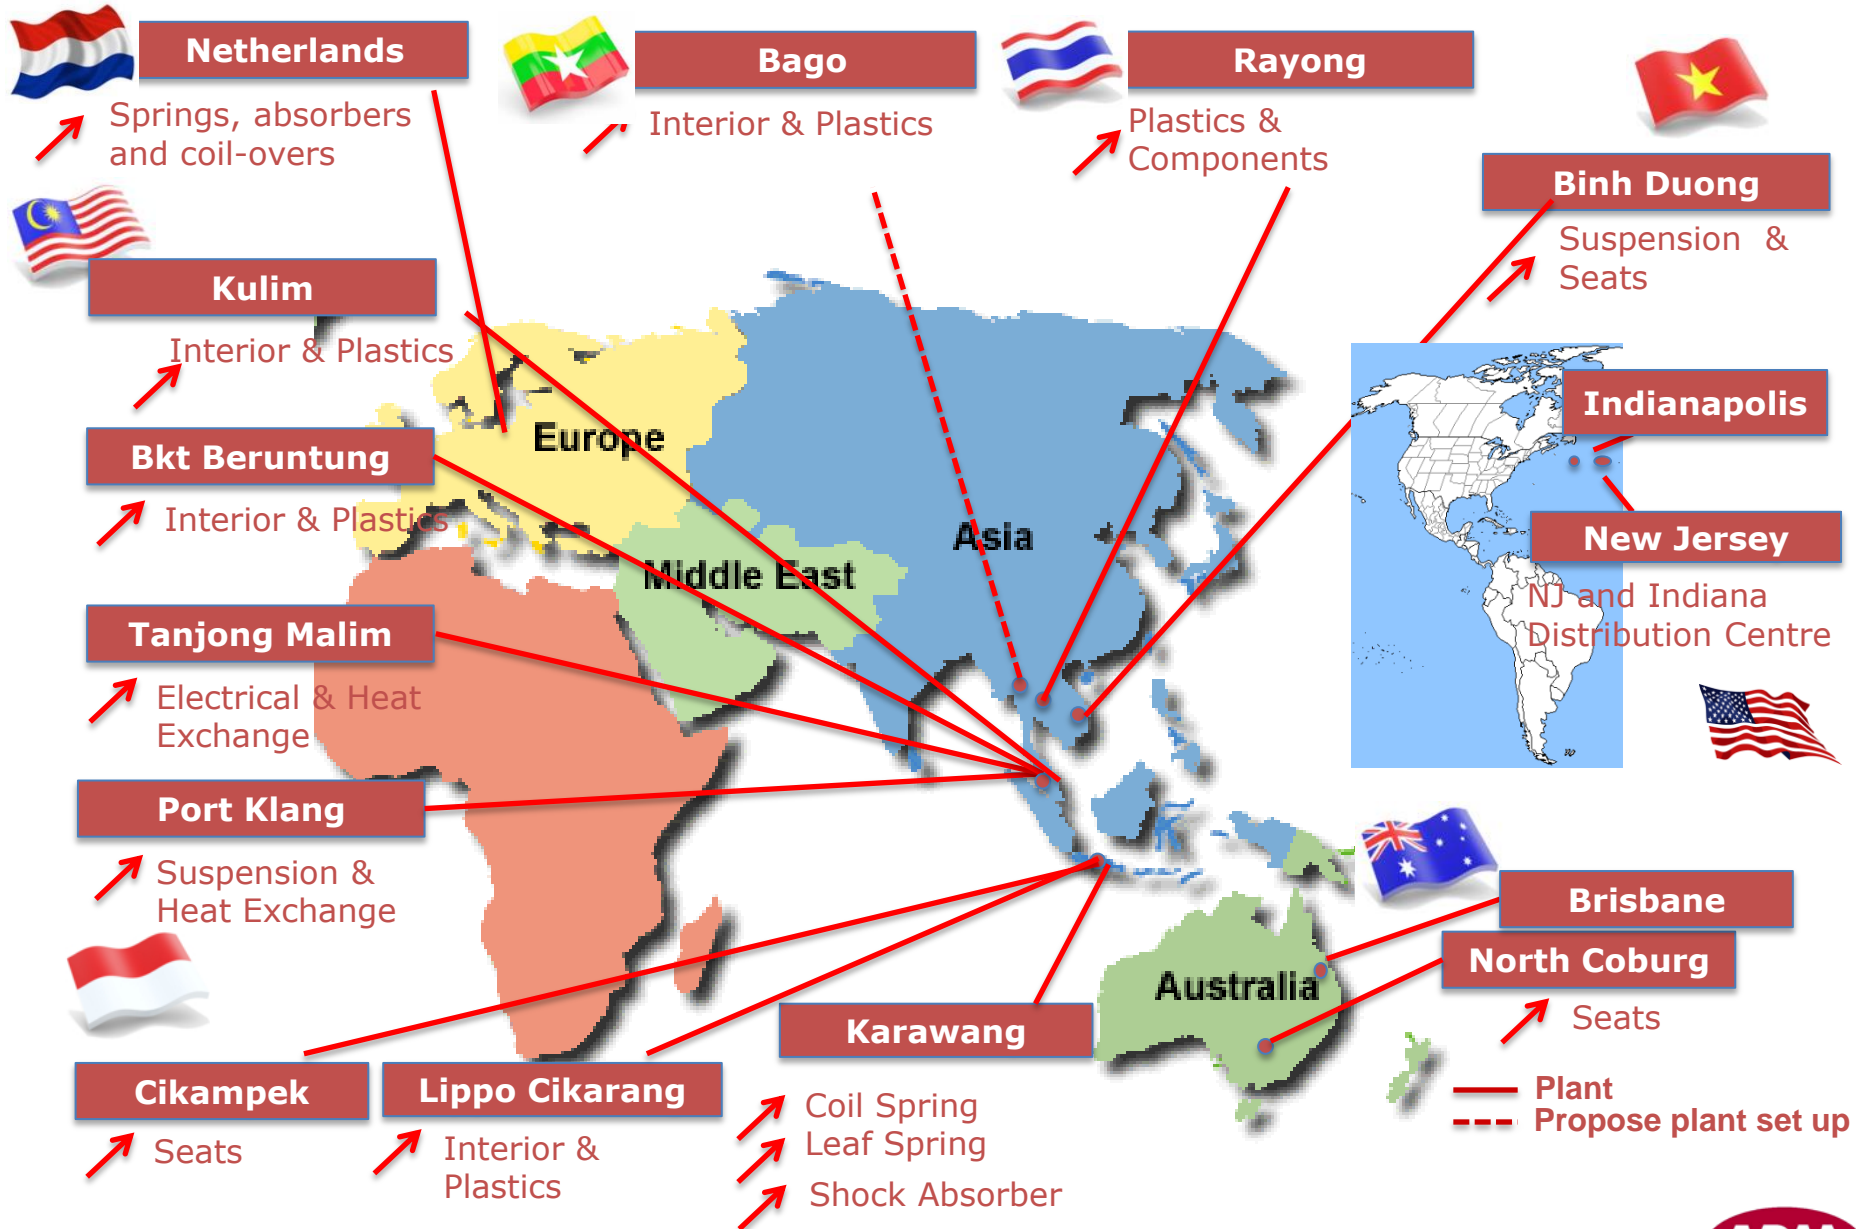 Netherlands
Springs, absorbers
and coil-overs
Bago
Interior & Plastics
Rayong
Plastics &
Components
Binh Duong
Suspension &
Seats
Kulim
Interior & Plastics
Bkt Beruntung
Interior & Plastics
Tanjong Malim
Electrical & Heat
Exchange
Port Klang
Suspension &
Heat Exchange
Europe
Middle East
Asia
Australia
Indianapolis
New Jersey
NJ and Indiana
Distribution Centre
Brisbane
North Coburg
Seats
Cikampek
Seats
Lippo Cikarang
Interior &
Plastics
Karawang
Coil Spring
Leaf Spring
Shock Absorber
Plant
Propose plant set up